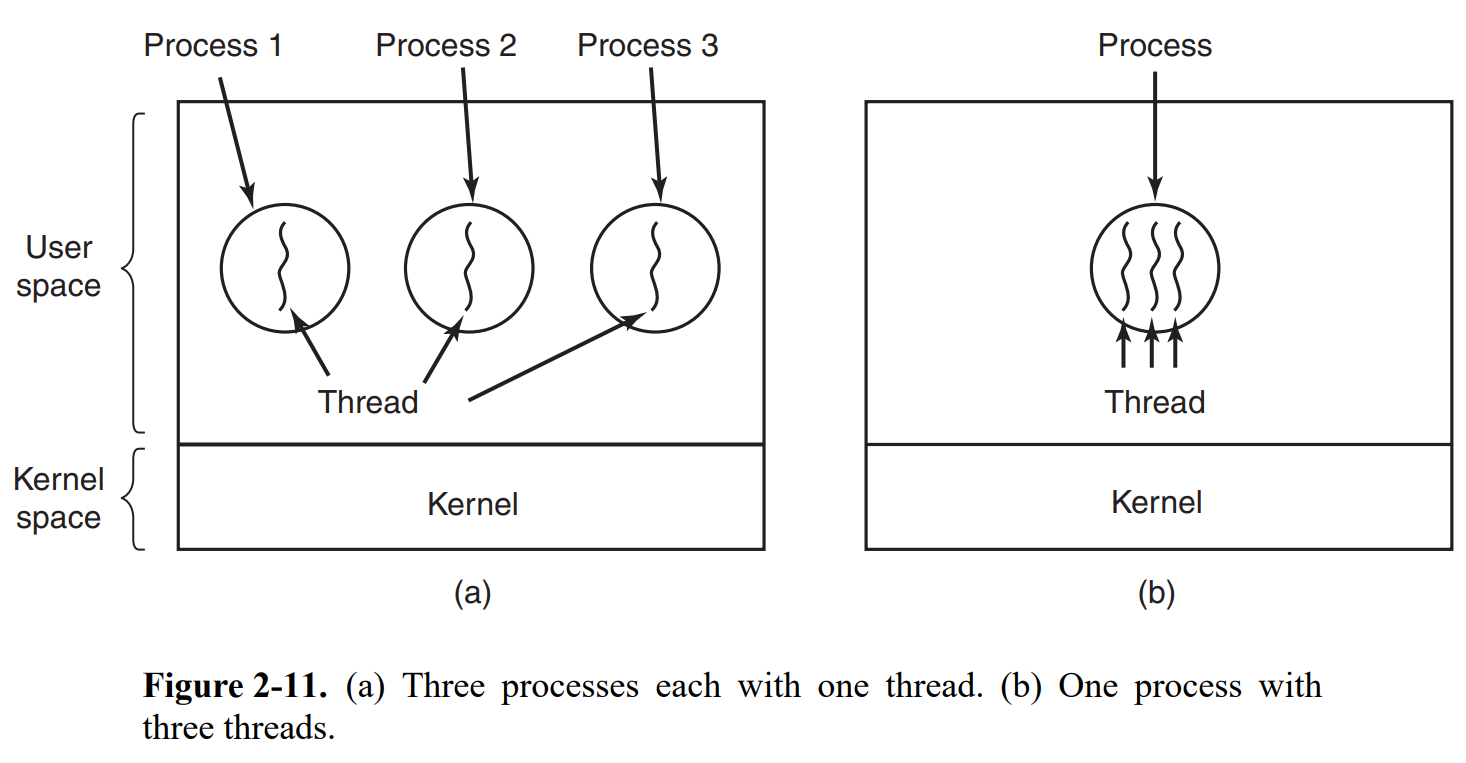 Process 1 Process 2 Process 3
Process
User
space
Thread
Thread
Kernel
space
Kernel
Kernel
(a)
(b)
Figure 2-11. (a) Three processes each with one thread. (b) One process with
three threads.